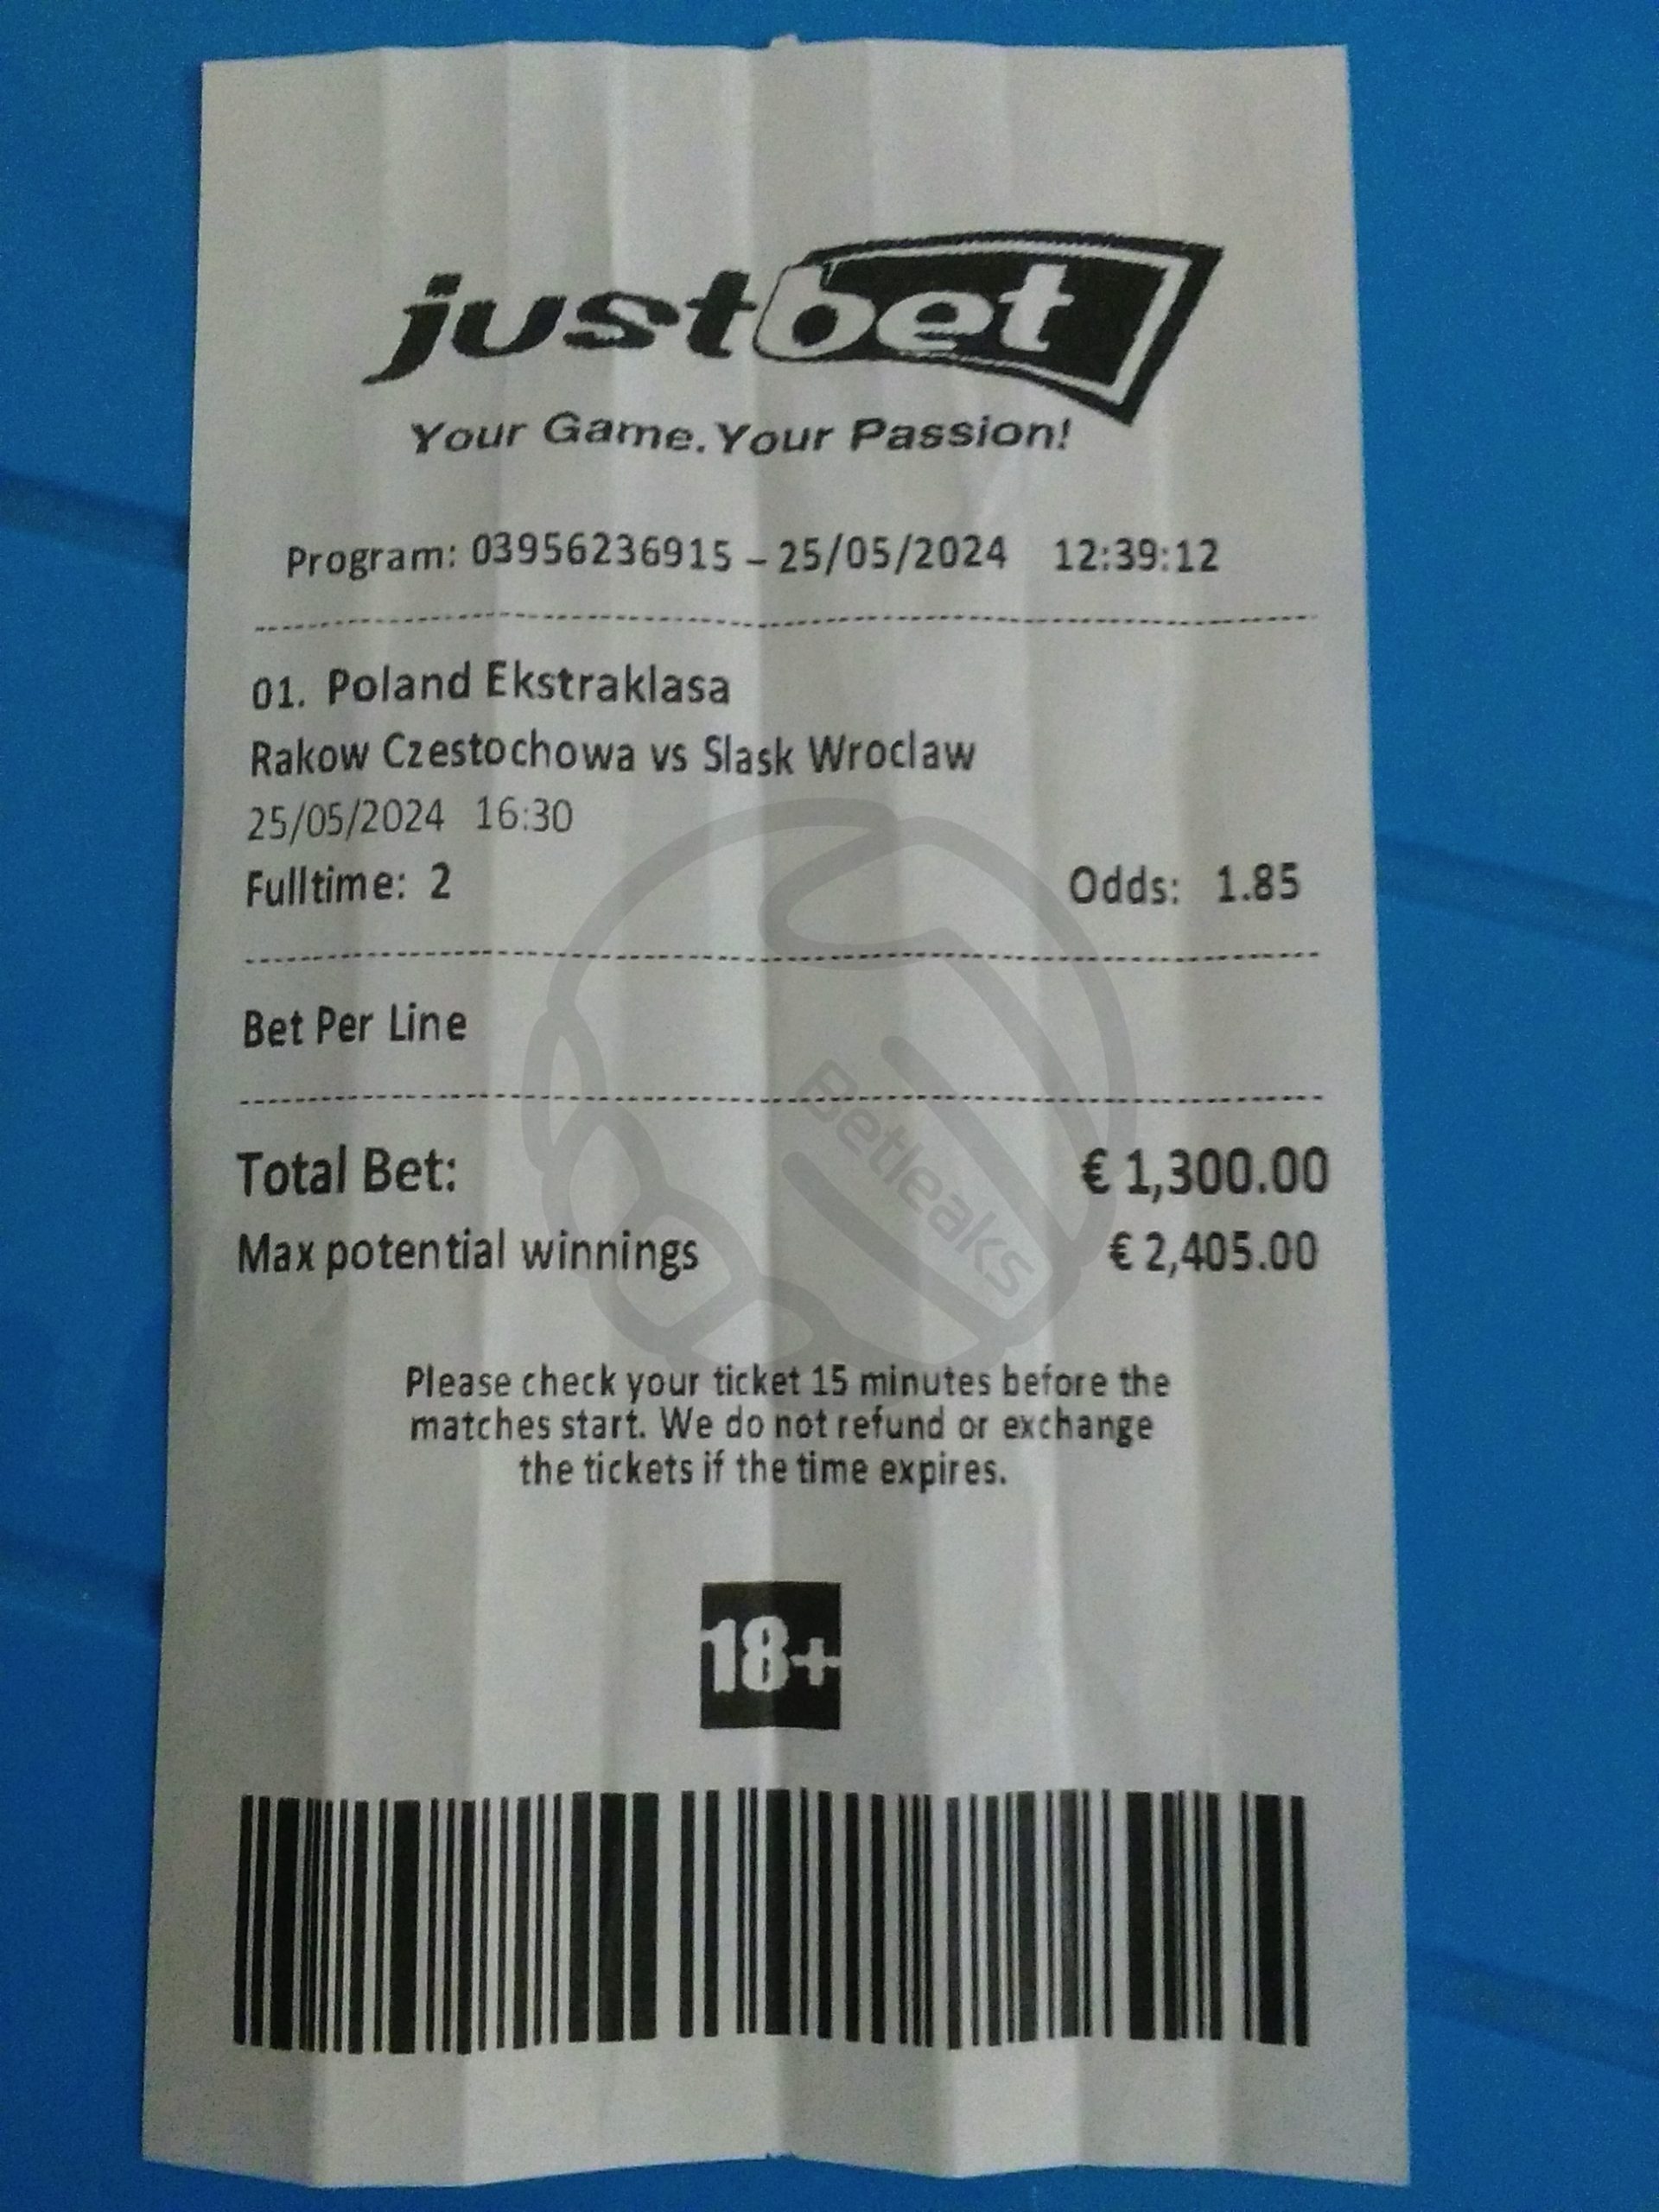 justbet
Your Game. Your Passion!
Program: 03956236915 – 25/05/2024 12:39:12
01. Poland Ekstraklasa
Rakow Czestochowa vs Slask Wroclaw
25/05/2024 16:30
Fulltime: 2 Odds: 1.85
Bet Per Line
Betleaks
Total Bet: € 1,300.00
Max potential winnings € 2,405.00
Please check your ticket 15 minutes before the
matches start. We do not refund or exchange
the tickets if the time expires.
18+